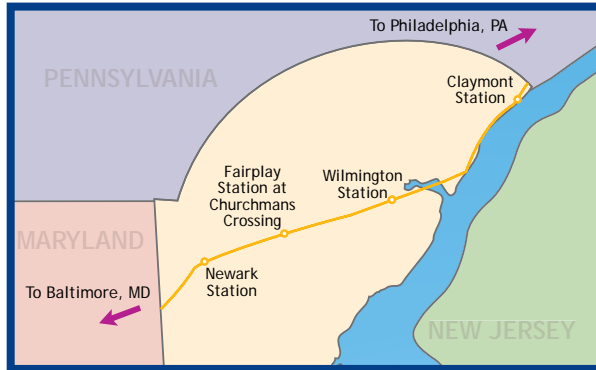 To Philadelphia, PA
PENNSYLVANIA
Claymont
Station
Fairplay
Station at
Churchmans
Crossing
Wilmington
Station
MARYLAND
Newark
Station
To Baltimore, MD
NEW JERSEY